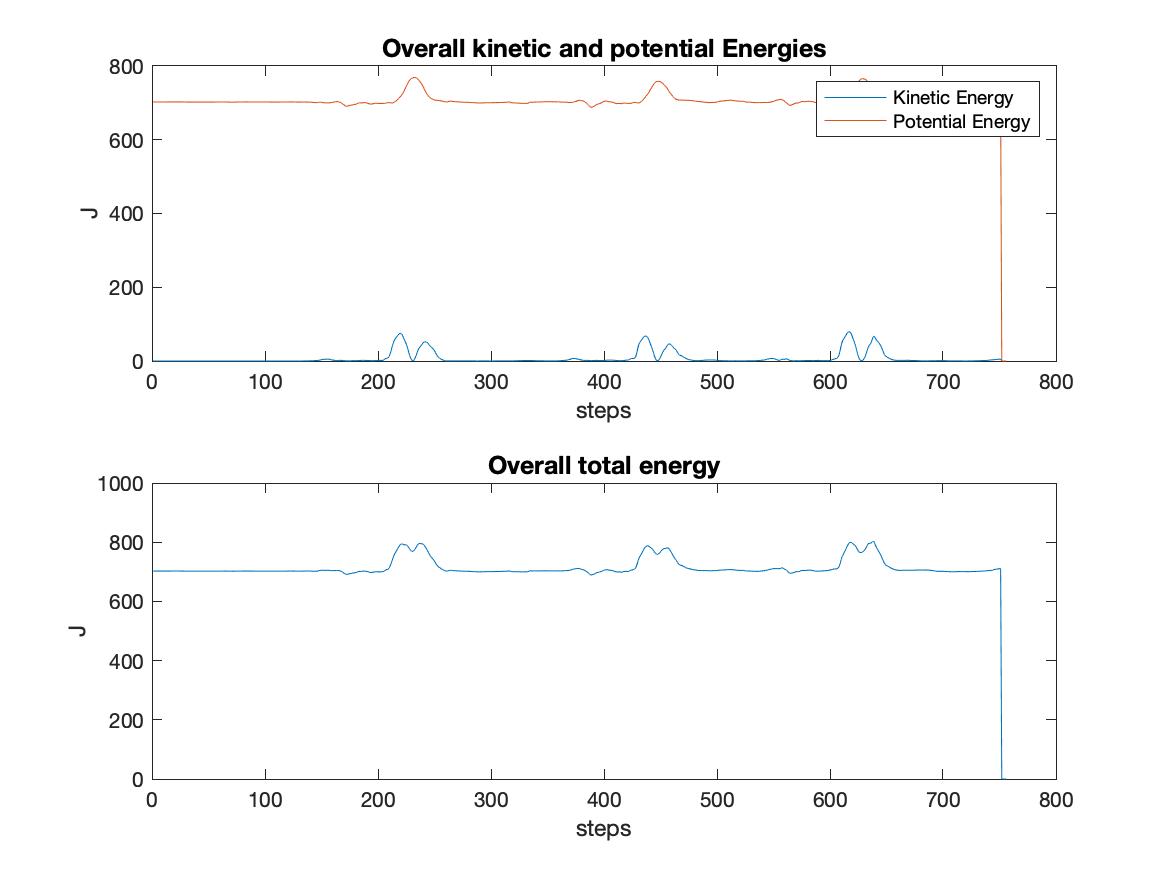 Overall kinetic and potential Energies
800
600
400
200
0
J
Kinetic Energy
Potential Energy
0 100 200 300 400 500 600 700 800
steps
Overall total energy
1000
800
600
400
200
0
J
0 100 200 300 400 500 600 700 800
steps